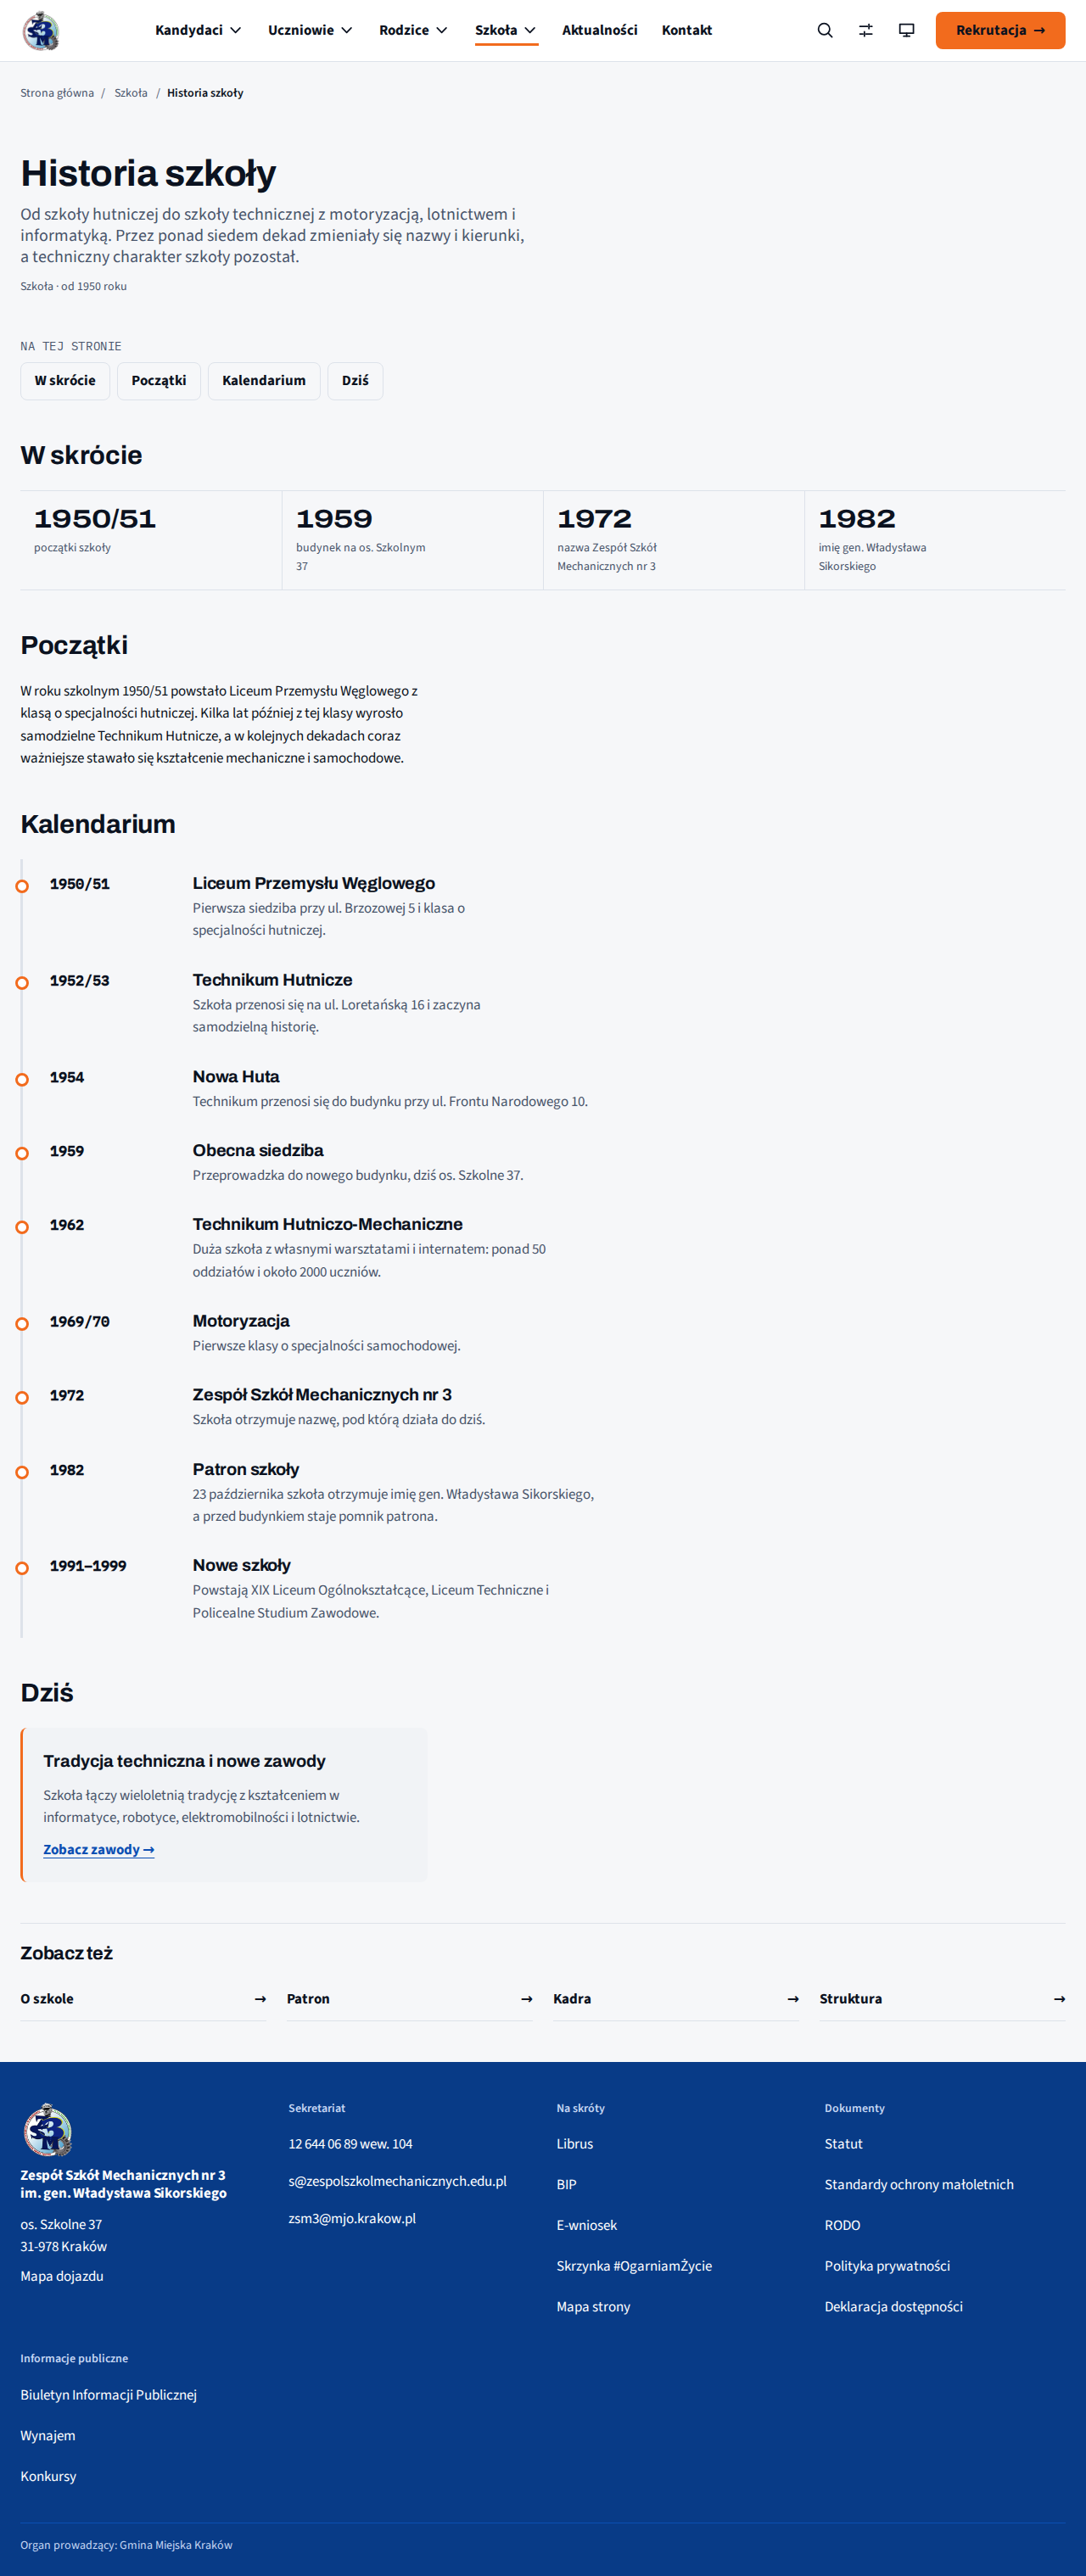 Kandydaci
Uczniowie
Rodzice
Szkoła
Aktualności
Kontakt
Rekrutacja →
Strona główna / Szkoła / Historia szkoły
Historia szkoły
Od szkoły hutniczej do szkoły technicznej z motoryzacją, lotnictwem i
informatyką. Przez ponad siedem dekad zmieniały się nazwy i kierunki,
a techniczny charakter szkoły pozostał.
Szkoła · od 1950 roku
NA TEJ STRONIE
W skrócie
Początki
Kalendarium
Dziś
W skrócie
1950/51
początki szkoły
1959
budynek na os. Szkolnym
37
1972
nazwa Zespół Szkół
Mechanicznych nr 3
1982
imię gen. Władysława
Sikorskiego
Początki
W roku szkolnym 1950/51 powstało Liceum Przemysłu Węglowego z
klasą o specjalności hutniczej. Kilka lat później z tej klasy wyrosło
samodzielne Technikum Hutnicze, a w kolejnych dekadach coraz
ważniejsze stawało się kształcenie mechaniczne i samochodowe.
Kalendarium
1950/51
Liceum Przemysłu Węglowego
Pierwsza siedziba przy ul. Brzozowej 5 i klasa o
specjalności hutniczej.
1952/53
Technikum Hutnicze
Szkoła przenosi się na ul. Loretańską 16 i zaczyna
samodzielną historię.
1954
Nowa Huta
Technikum przenosi się do budynku przy ul. Frontu Narodowego 10.
1959
Obecna siedziba
Przeprowadzka do nowego budynku, dziś os. Szkolne 37.
1962
Technikum Hutniczo-Mechaniczne
Duża szkoła z własnymi warsztatami i internatem: ponad 50
oddziałów i około 2000 uczniów.
1969/70
Motoryzacja
Pierwsze klasy o specjalności samochodowej.
1972
Zespół Szkół Mechanicznych nr 3
Szkoła otrzymuje nazwę, pod którą działa do dziś.
1982
Patron szkoły
23 października szkoła otrzymuje imię gen. Władysława Sikorskiego,
a przed budynkiem staje pomnik patrona.
1991–1999
Nowe szkoły
Powstają XIX Liceum Ogólnokształcące, Liceum Techniczne i
Policealne Studium Zawodowe.
Dziś
Tradycja techniczna i nowe zawody
Szkoła łączy wieloletnią tradycję z kształceniem w
informatyce, robotyce, elektromobilności i lotnictwie.
Zobacz zawody →
Zobacz też
O szkole →
Patron →
Kadra →
Struktura →
Zespół Szkół Mechanicznych nr 3
im. gen. Władysława Sikorskiego
os. Szkolne 37
31-978 Kraków
Mapa dojazdu
Sekretariat
12 644 06 89 wew. 104
s@zespolszkolmechanicznych.edu.pl
zsm3@mjo.krakow.pl
Na skróty
Librus
BIP
E-wniosek
Skrzynka #OgarniamŻycie
Mapa strony
Dokumenty
Statut
Standardy ochrony małoletnich
RODO
Polityka prywatności
Deklaracja dostępności
Informacje publiczne
Biuletyn Informacji Publicznej
Wynajem
Konkursy
Organ prowadzący: Gmina Miejska Kraków